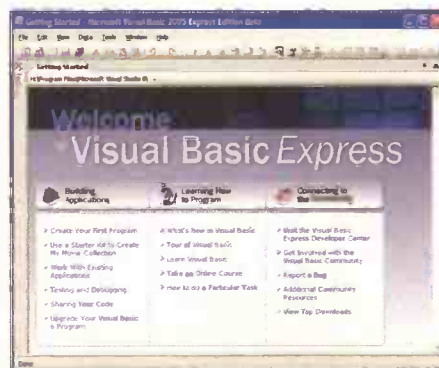 Getting Started - Microsoft Visual Basic 2005 Express Edition Beta
File Edit View Data Tools Window Help
Getting Started
Welcome
Visual Basic Express
Building Applications
Create Your First Program
Use a Starter Kit to Create
My Movie Collection
Work With Existing
Applications
Testing and Debugging
Sharing Your Code
Upgrade Your Visual Basic
6 Program
Learning How
to Program
What's New in Visual Basic
Tour of Visual Basic
Learn Visual Basic
Take an Online Course
How to do a Particular Task
Connecting to
the
Visit the Visual Basic
Express Developer Center
Get Involved with the
Visual Basic Community
Report a Bug
Additional Community
Resources
View Top Downloads
Done